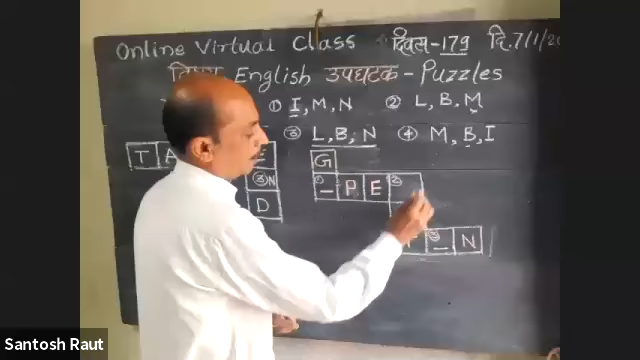 Online Virtual Class दिवस-179 दि.7/1/20
विषय English उपघटक-Puzzles
① I, M, N ② L, B, M
③ L, B, N ④ M, B, I
T A
③N
D
G
① _ P E ②
③ _ N
Santosh Raut